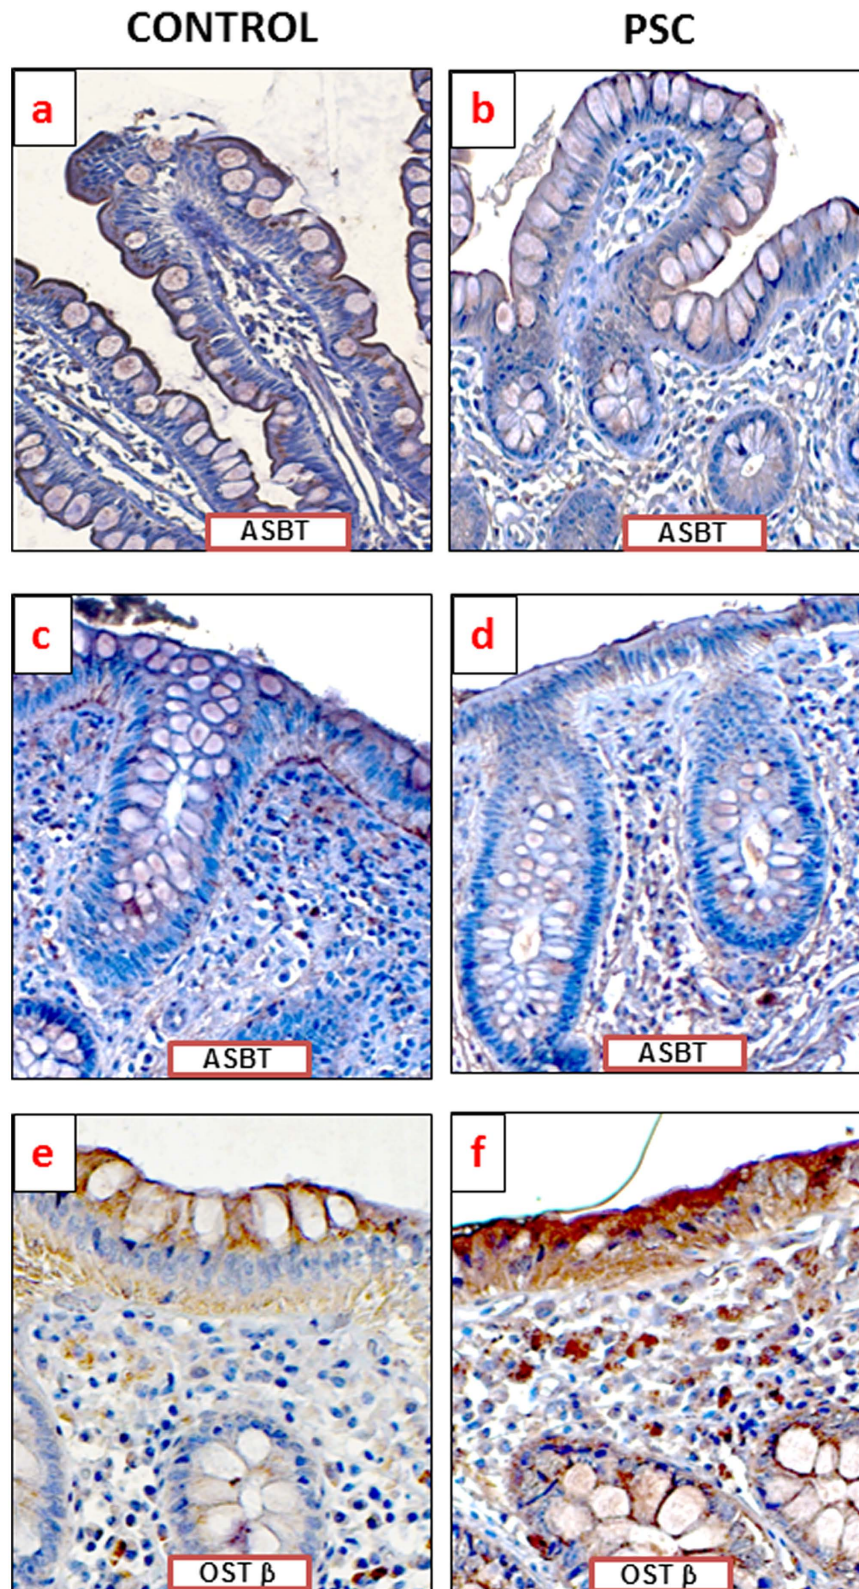 CONTROL PSC
a b
ASBT ASBT
c d
ASBT ASBT
e f
OST β OST β